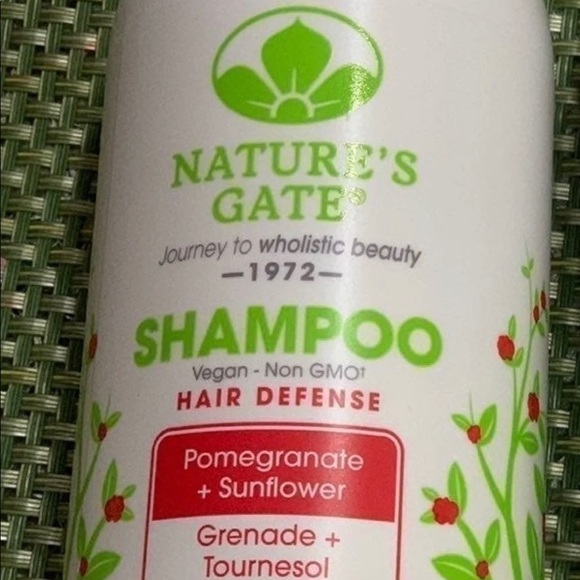 NATURE'S
GATE®
Journey to wholistic beauty
—1972—
SHAMPOO
Vegan - Non GMO†
HAIR DEFENSE
Pomegranate
+ Sunflower
Grenade +
Tournesol